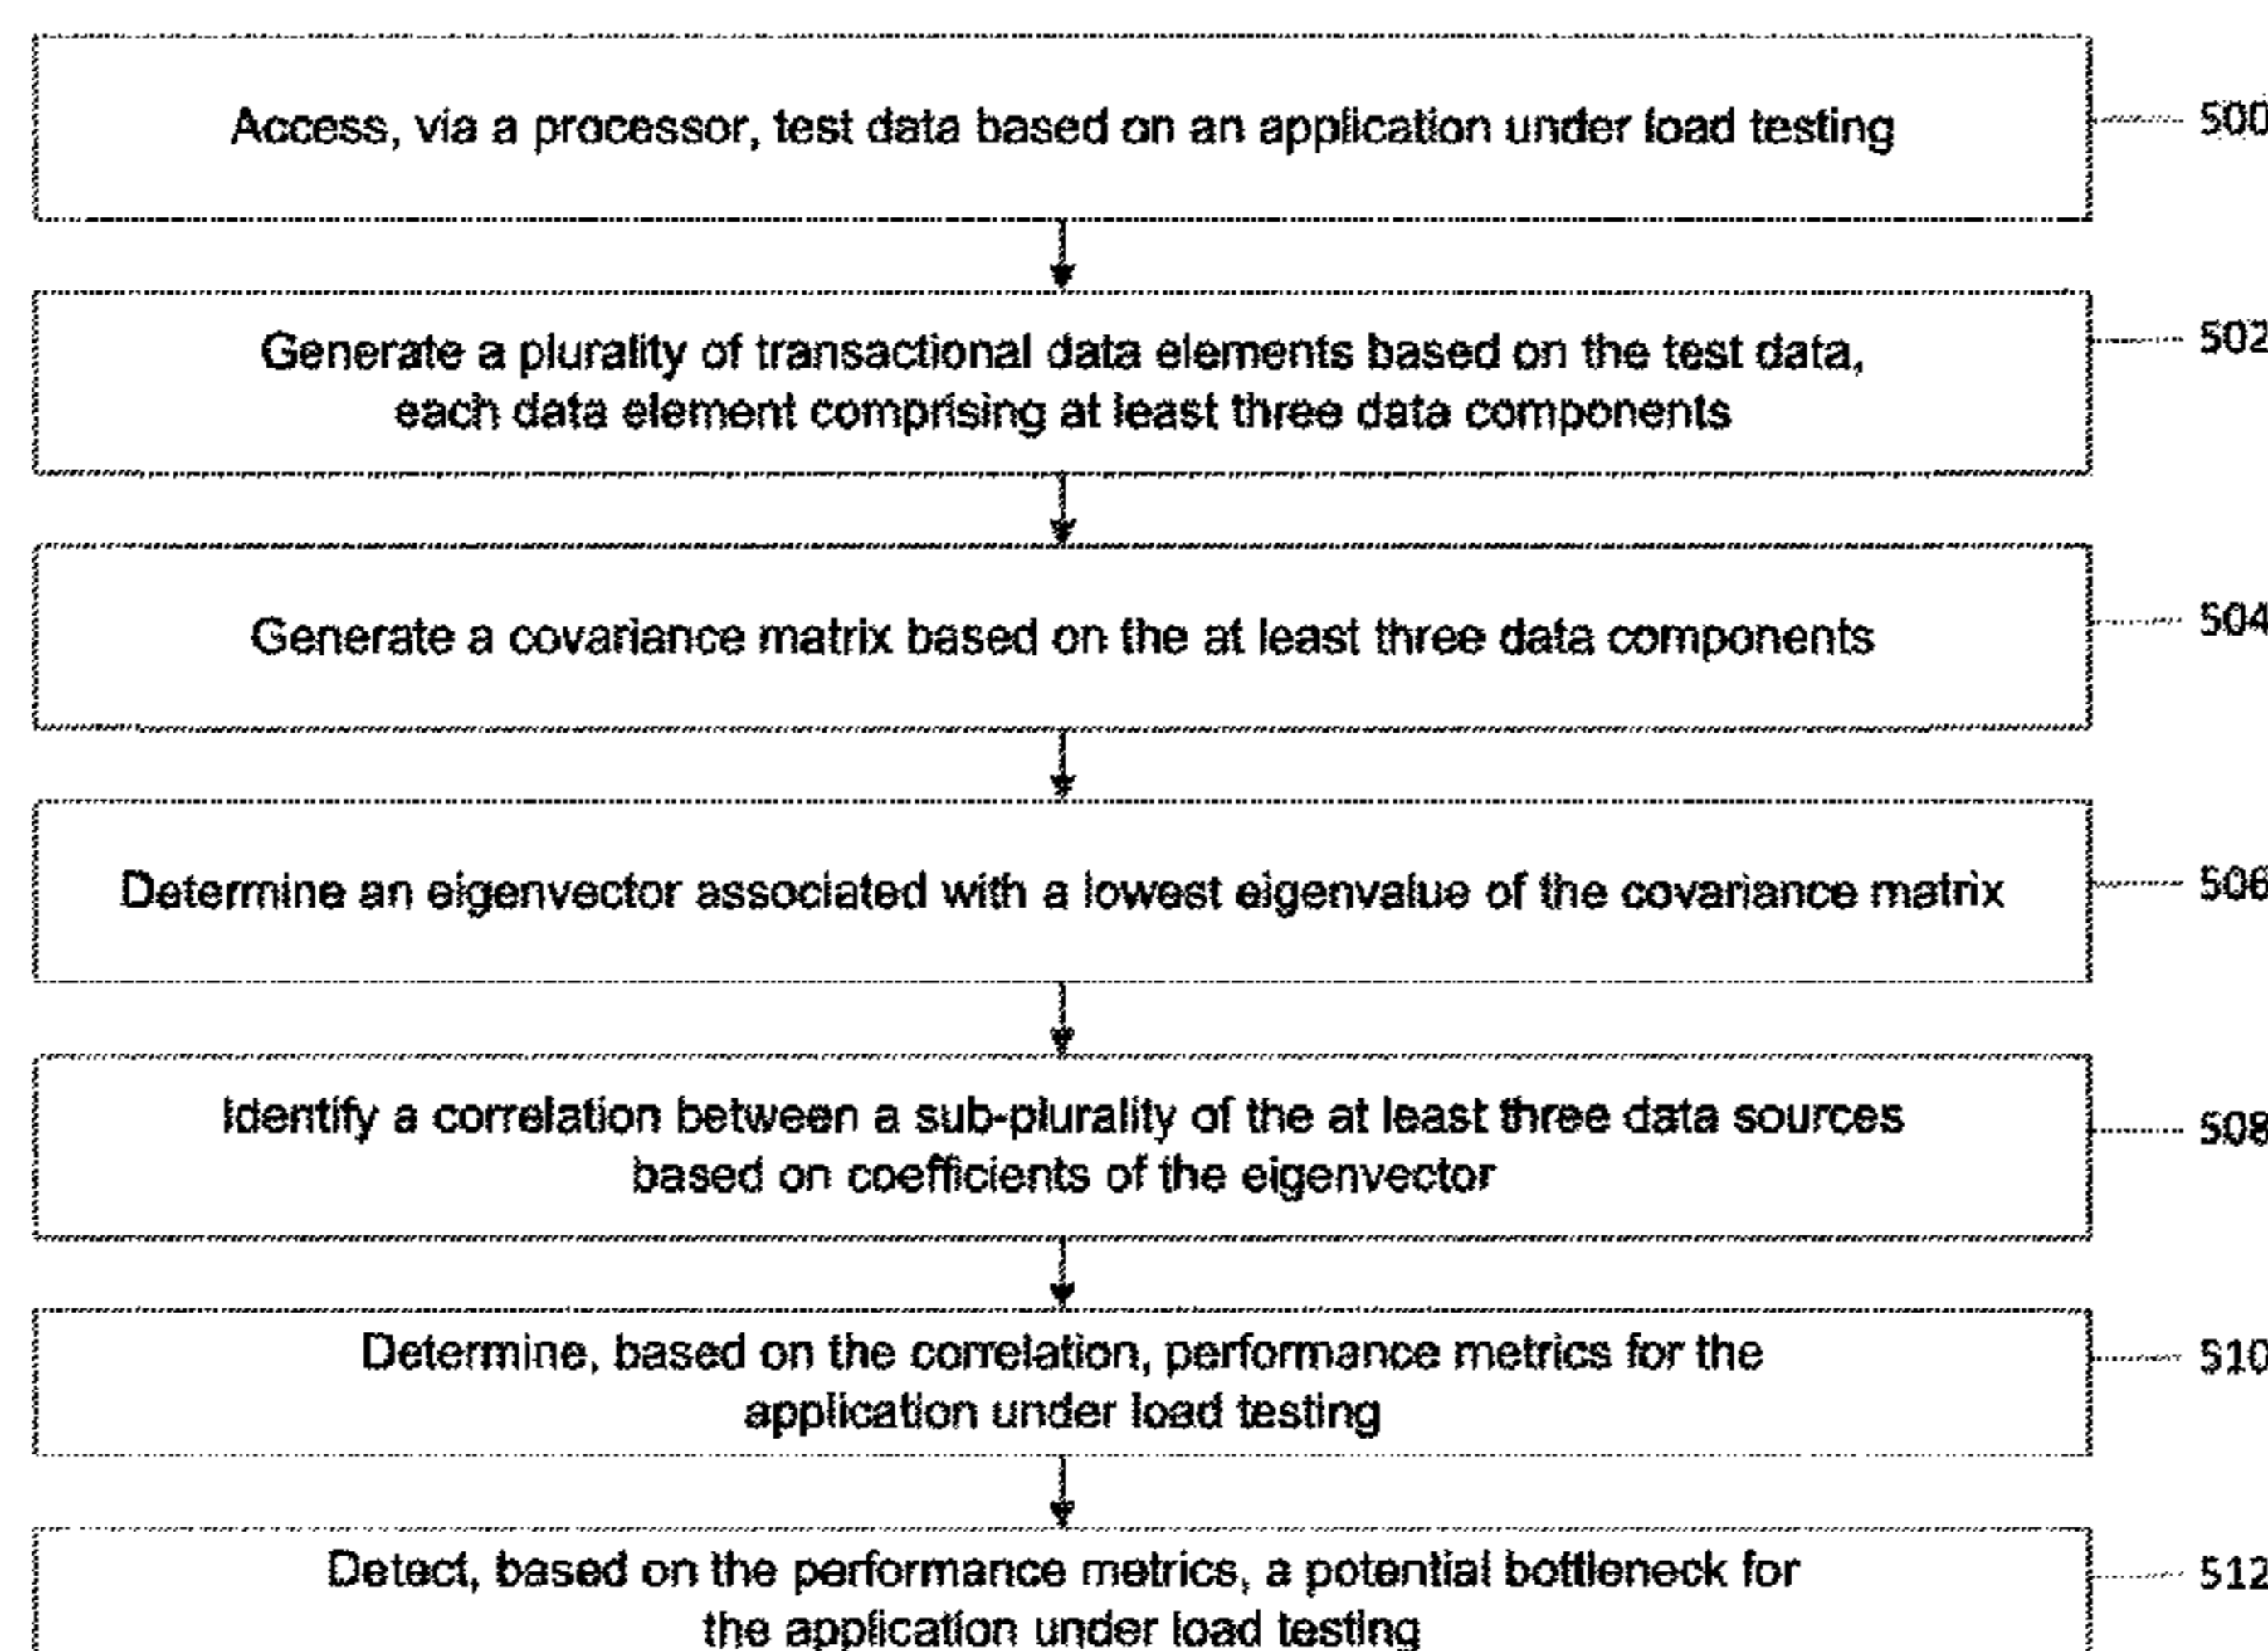 Access, via a processor, test data based on an application under load testing
500
Generate a plurality of transactional data elements based on the test data,
each data element comprising at least three data components
502
Generate a covariance matrix based on the at least three data components
504
Determine an eigenvector associated with a lowest eigenvalue of the covariance matrix
506
Identify a correlation between a sub-plurality of the at least three data sources
based on coefficients of the eigenvector
508
Determine, based on the correlation, performance metrics for the
application under load testing
510
Detect, based on the performance metrics, a potential bottleneck for
the application under load testing
512